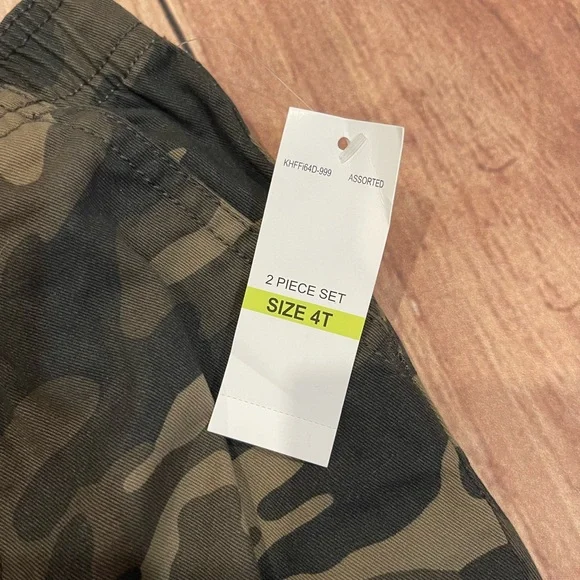 KHFFI64D-999 ASSORTED
2 PIECE SET
SIZE 4T